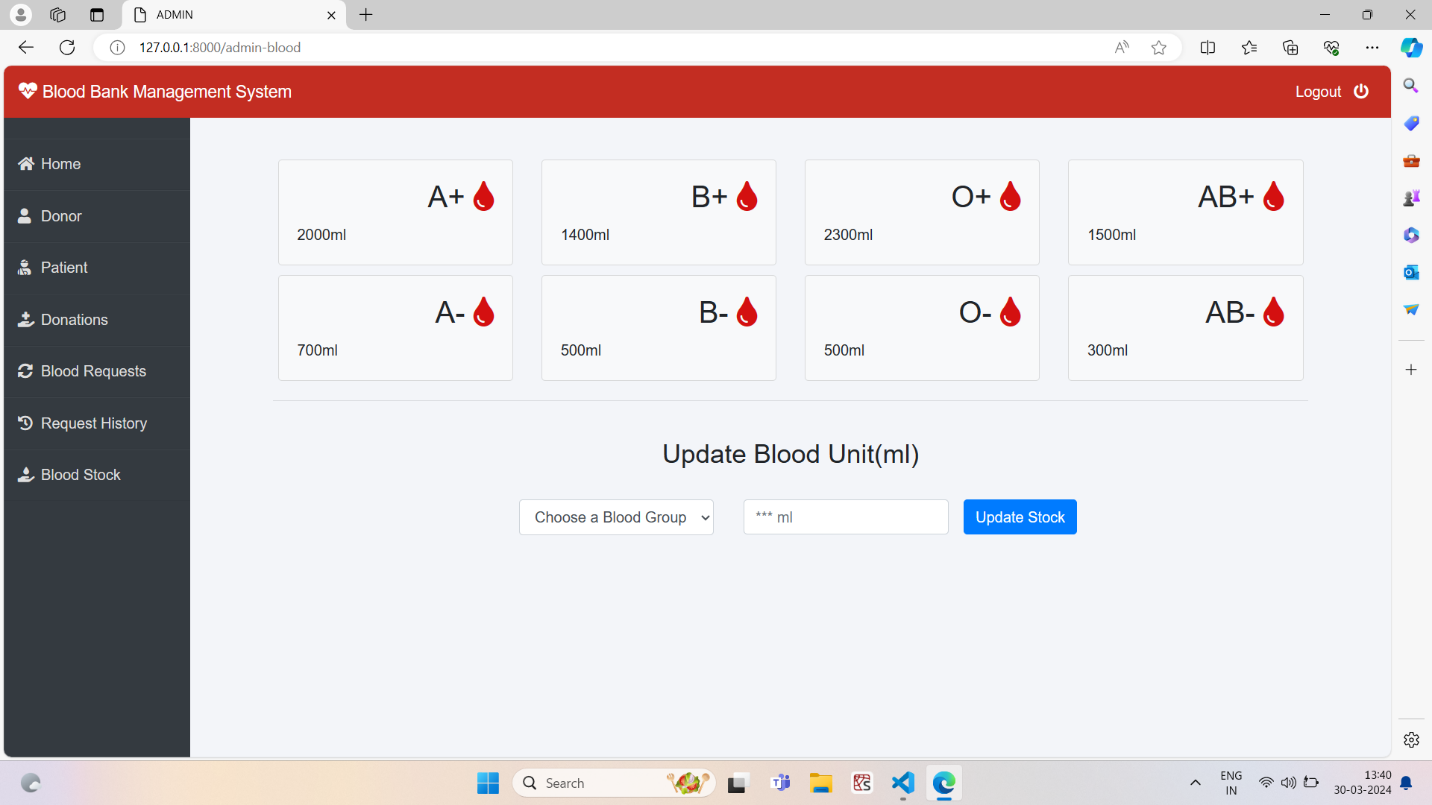 ADMIN
127.0.0.1:8000/admin-blood
Blood Bank Management System
Logout
Home
Donor
Patient
Donations
Blood Requests
Request History
Blood Stock
A+
2000ml
B+
1400ml
O+
2300ml
AB+
1500ml
A-
700ml
B-
500ml
O-
500ml
AB-
300ml
Update Blood Unit(ml)
Choose a Blood Group
*** ml
Update Stock
Search
ENG
IN
13:40
30-03-2024